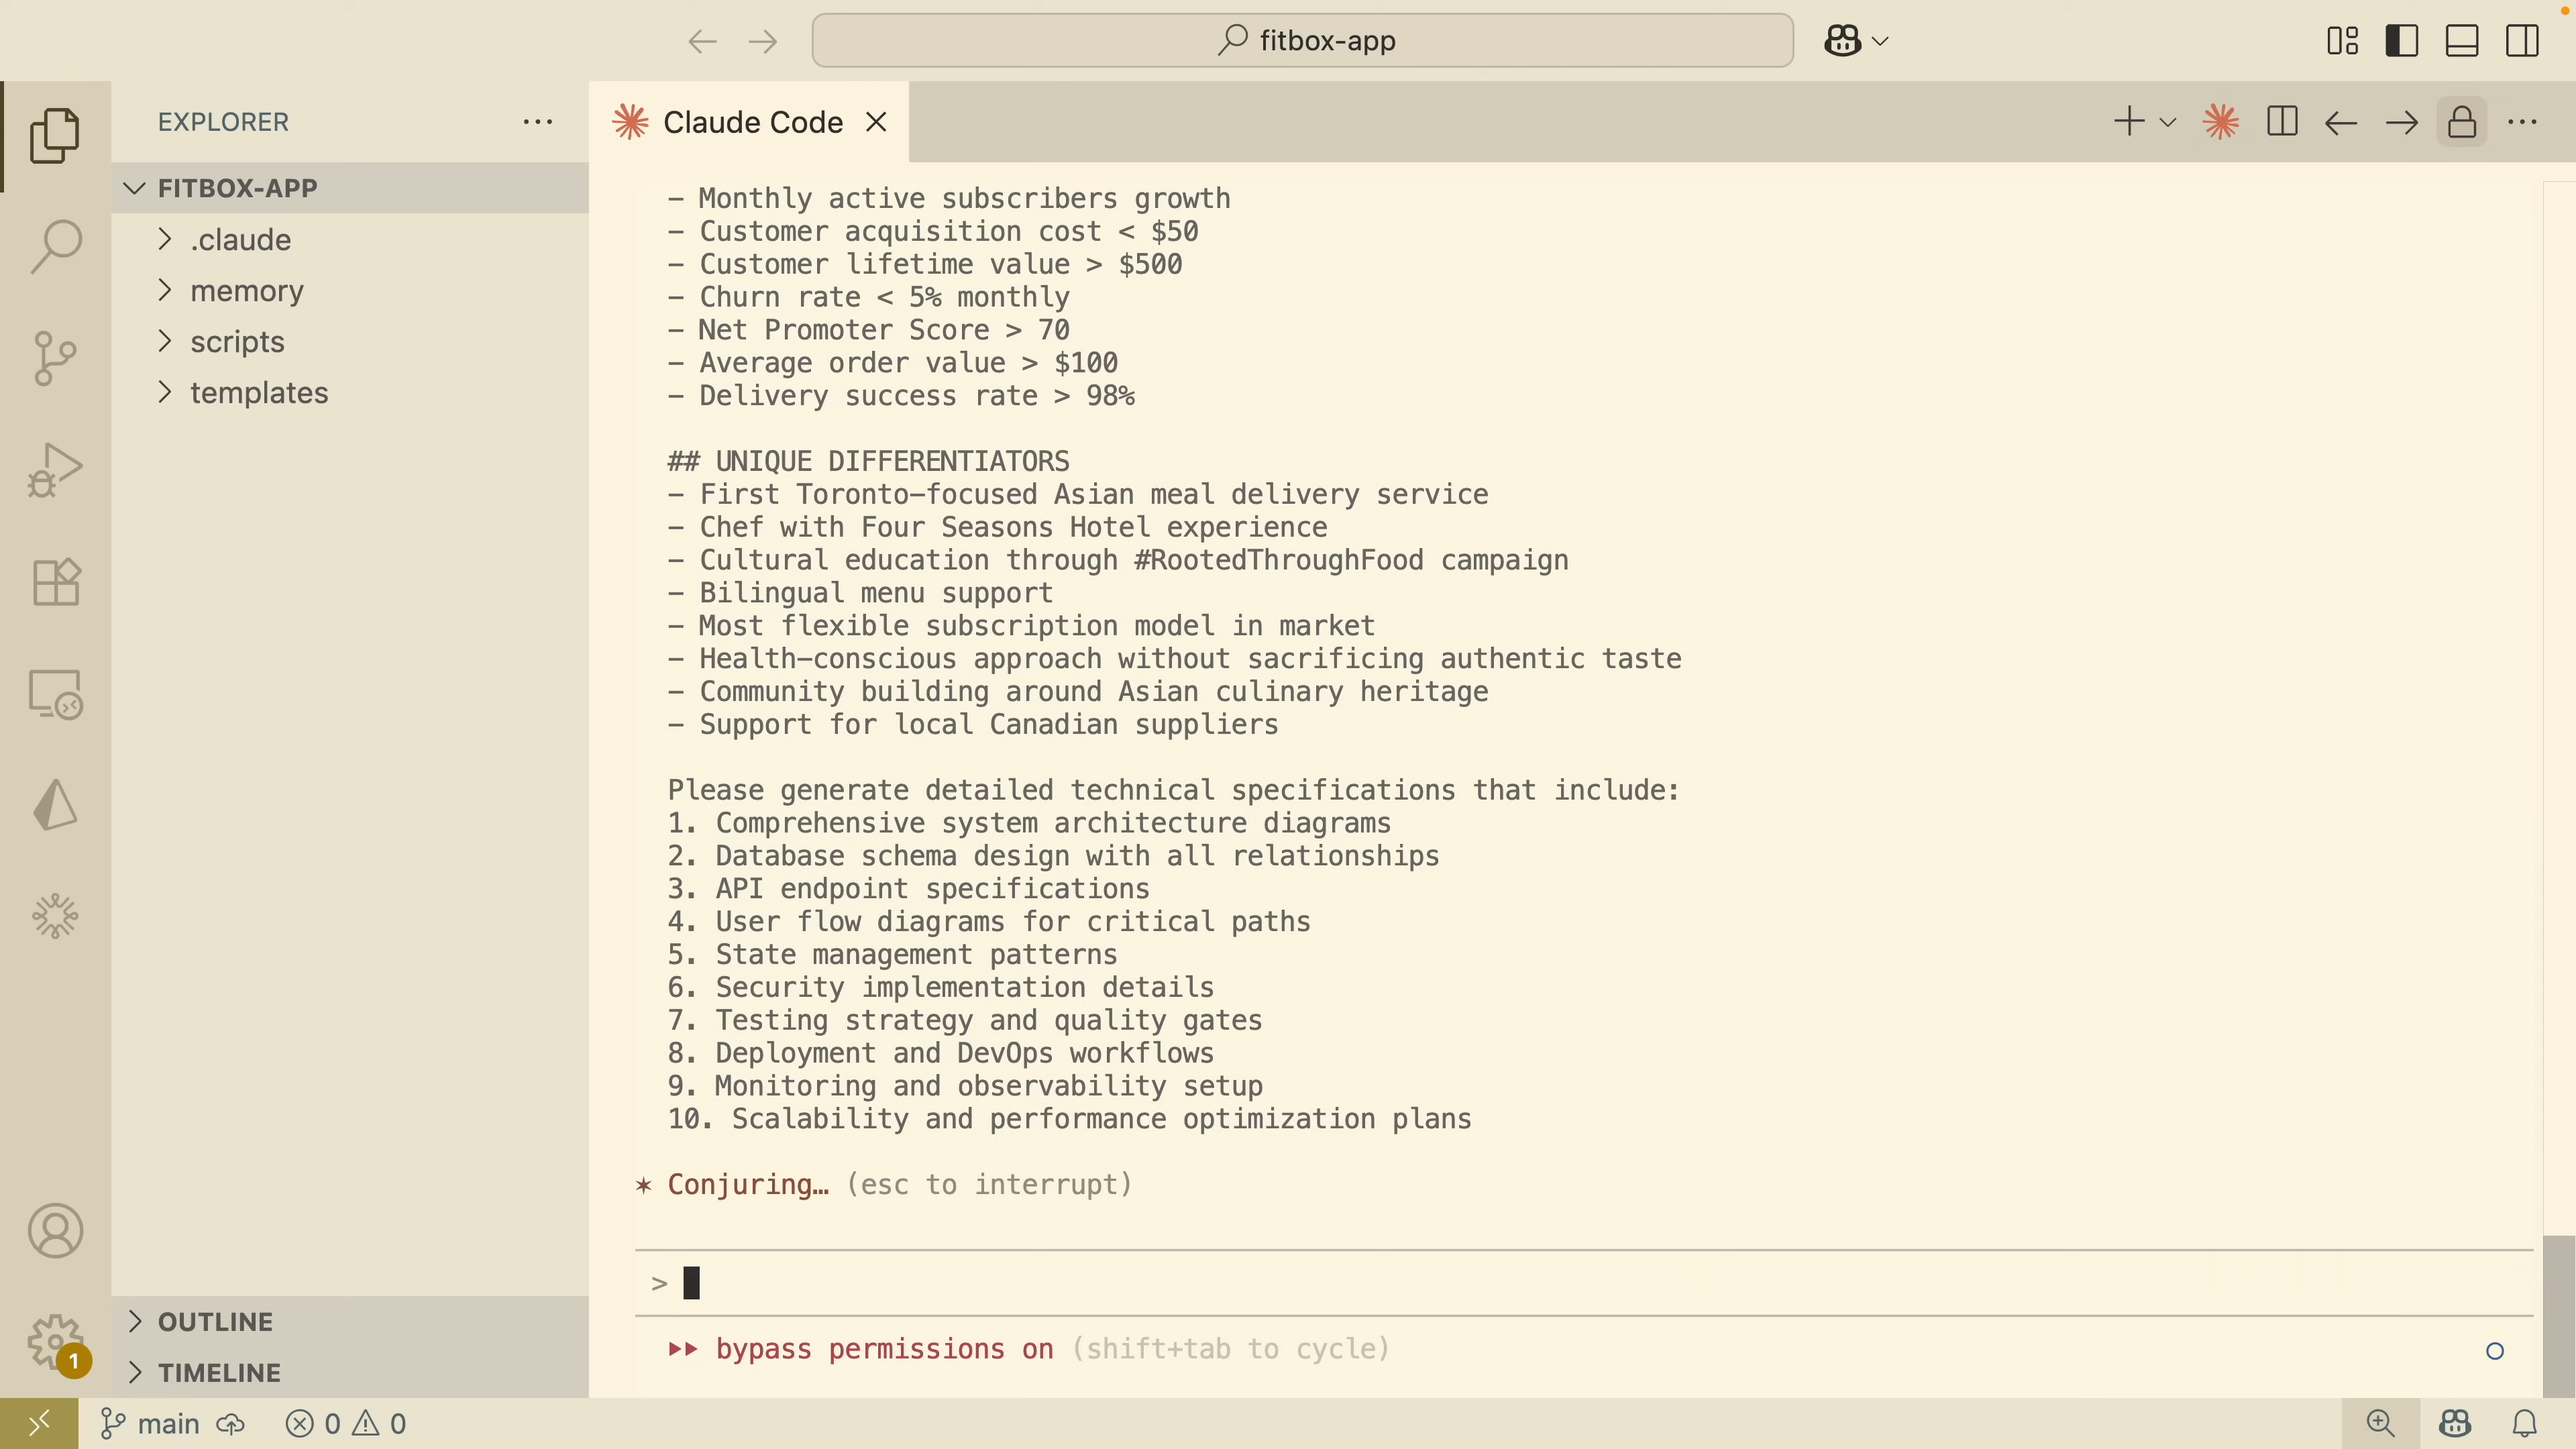 fitbox-app
EXPLORER
FITBOX-APP
.claude
memory
scripts
templates
OUTLINE
TIMELINE
1
Claude Code
- Monthly active subscribers growth
- Customer acquisition cost < $50
- Customer lifetime value > $500
- Churn rate < 5% monthly
- Net Promoter Score > 70
- Average order value > $100
- Delivery success rate > 98%
## UNIQUE DIFFERENTIATORS
- First Toronto-focused Asian meal delivery service
- Chef with Four Seasons Hotel experience
- Cultural education through #RootedThroughFood campaign
- Bilingual menu support
- Most flexible subscription model in market
- Health-conscious approach without sacrificing authentic taste
- Community building around Asian culinary heritage
- Support for local Canadian suppliers
Please generate detailed technical specifications that include:
1. Comprehensive system architecture diagrams
2. Database schema design with all relationships
3. API endpoint specifications
4. User flow diagrams for critical paths
5. State management patterns
6. Security implementation details
7. Testing strategy and quality gates
8. Deployment and DevOps workflows
9. Monitoring and observability setup
10. Scalability and performance optimization plans
✶ Conjuring… (esc to interrupt)
>
bypass permissions on (shift+tab to cycle)
main 0 0